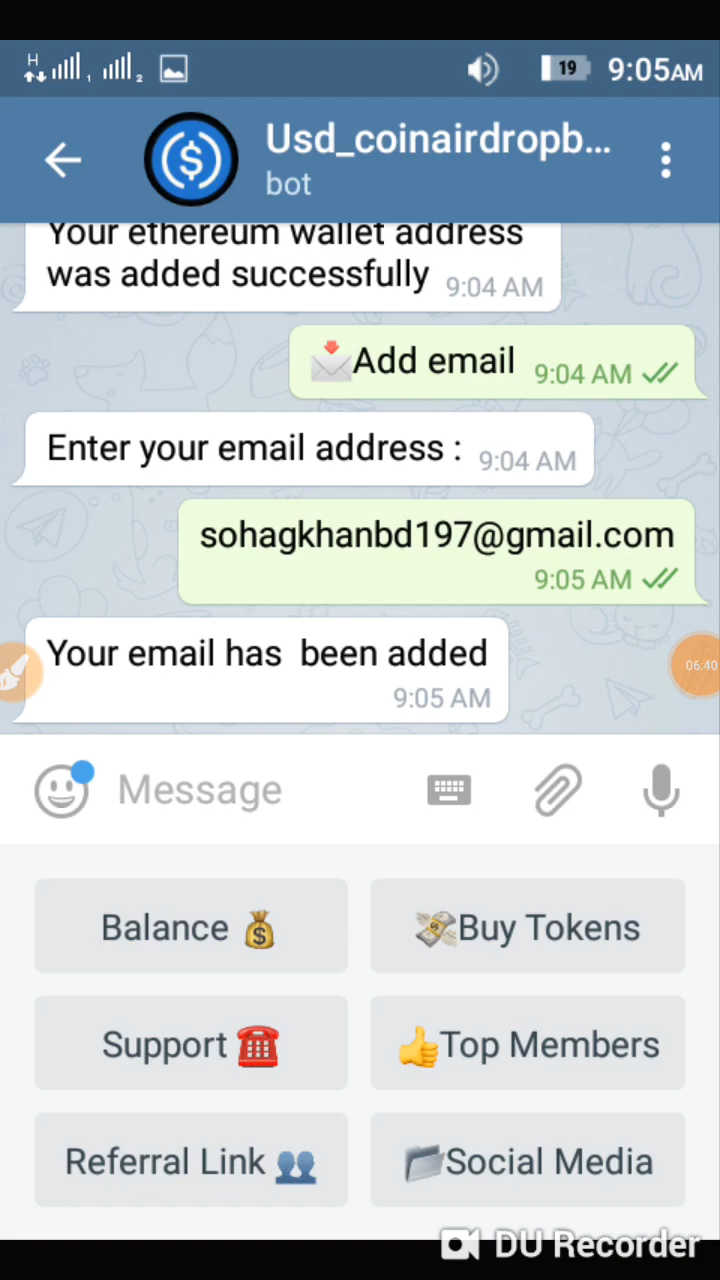 H
1
2
19
9:05AM
Usd_coinairdropb...
bot
Your ethereum wallet address
was added successfully 9:04 AM
Add email 9:04 AM
Enter your email address : 9:04 AM
sohagkhanbd197@gmail.com
9:05 AM
Your email has  been added
9:05 AM
06:40
Message
Balance
Buy Tokens
Support
Top Members
Referral Link
Social Media
DU Recorder